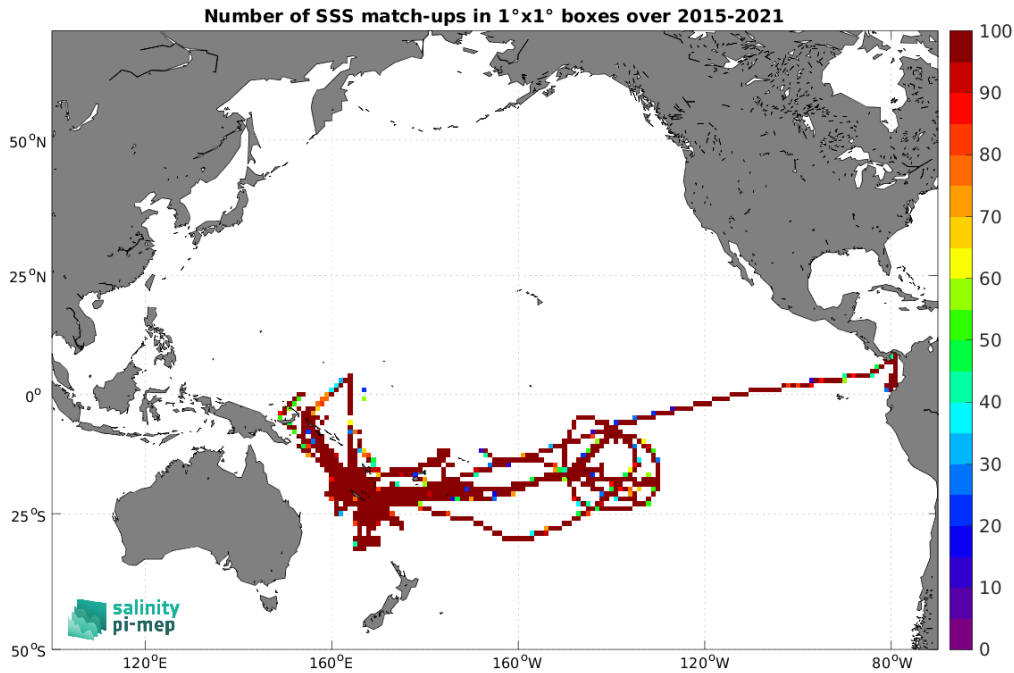 Number of SSS match-ups in 1°x1° boxes over 2015-2021
100
90
80
70
60
50
40
30
20
10
0
50°N
25°N
0°
25°S
50°S
120°E
160°E
160°W
120°W
80°W
salinity
pi-mep